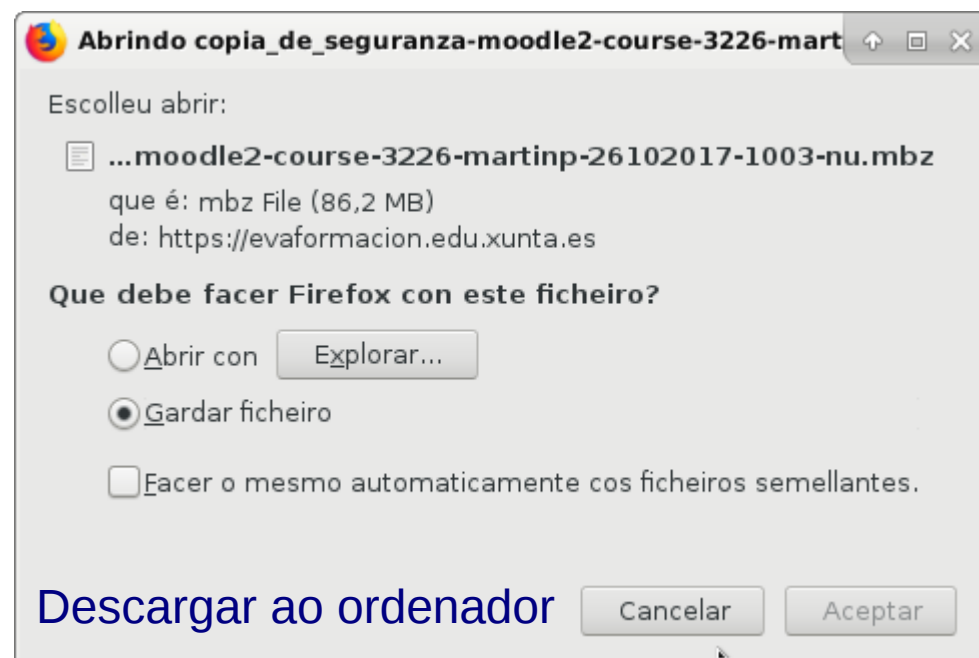 Abrindo copia_de_seguranza-moodle2-course-3226-mart
Escolleu abrir:
...moodle2-course-3226-martinp-26102017-1003-nu.mbz
que é: mbz File (86,2 MB)
de: https://evaformacion.edu.xunta.es
Que debe facer Firefox con este ficheiro?
Abrir con Explorar...
Gardar ficheiro
Facer o mesmo automaticamente cos ficheiros semellantes.
Descargar ao ordenador Cancelar Aceptar